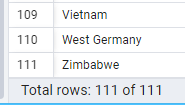 109 Vietnam
110 West Germany
111 Zimbabwe
Total rows: 111 of 111